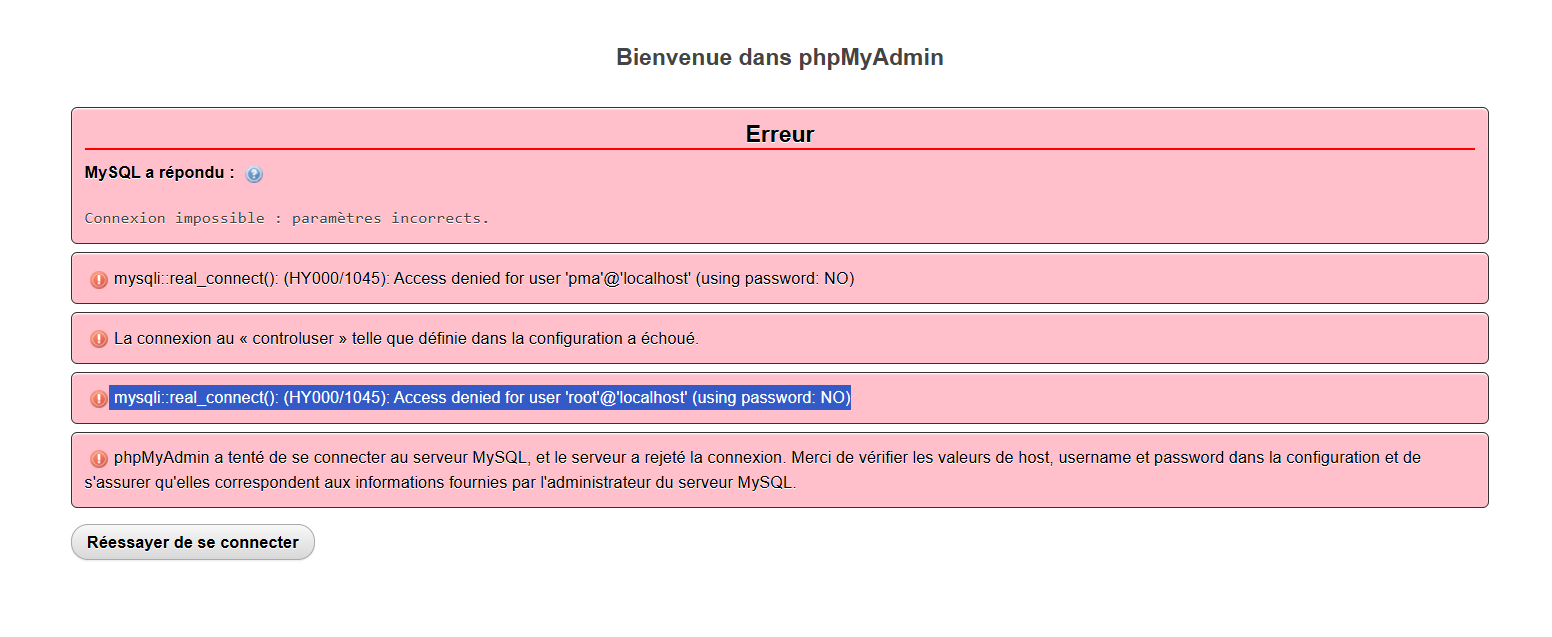 Bienvenue dans phpMyAdmin
Erreur
MySQL a répondu :
Connexion impossible : paramètres incorrects.
mysqli::real_connect(): (HY000/1045): Access denied for user 'pma'@'localhost' (using password: NO)
La connexion au « controluser » telle que définie dans la configuration a échoué.
mysqli::real_connect(): (HY000/1045): Access denied for user 'root'@'localhost' (using password: NO)
phpMyAdmin a tenté de se connecter au serveur MySQL, et le serveur a rejeté la connexion. Merci de vérifier les valeurs de host, username et password dans la configuration et de
s'assurer qu'elles correspondent aux informations fournies par l'administrateur du serveur MySQL.
Réessayer de se connecter